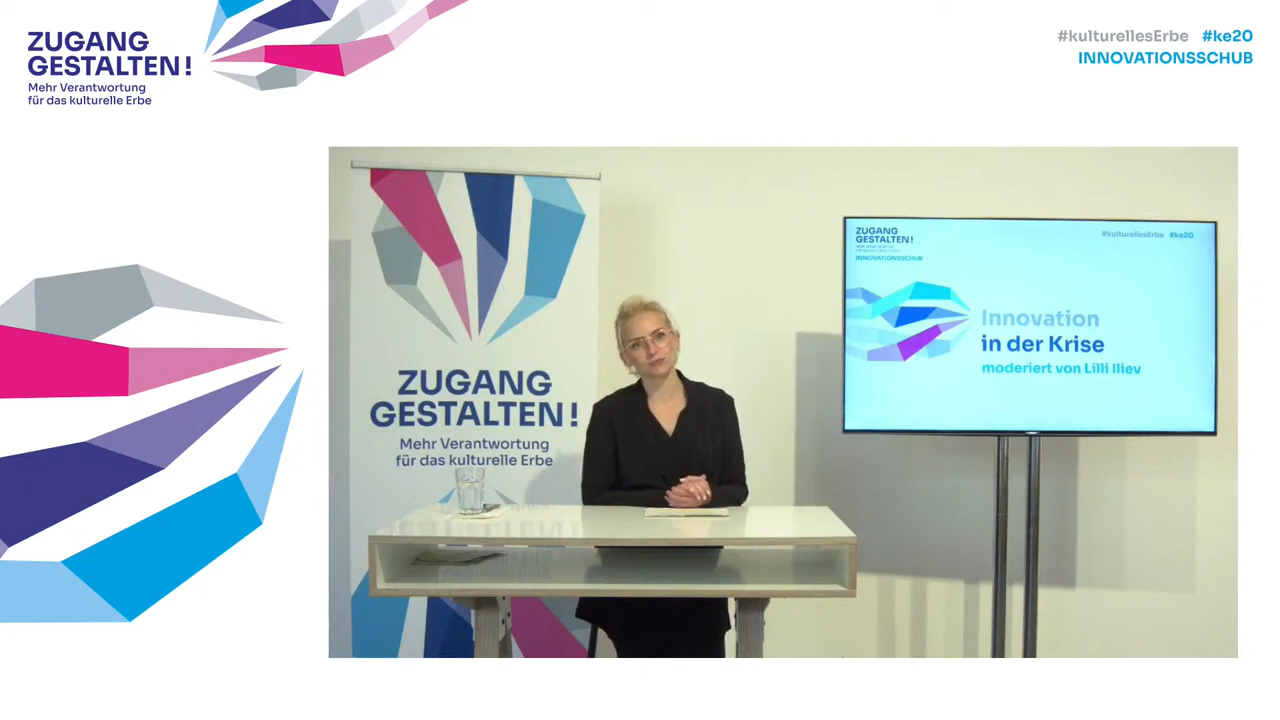 ZUGANG
GESTALTEN!
Mehr Verantwortung
für das kulturelle Erbe
#kulturellesErbe #ke20
INNOVATIONSSCHUB
ZUGANG
GESTALTEN!
Mehr Verantwortung
für das kulturelle Erbe
ZUGANG
GESTALTEN!
INNOVATIONSSCHUB
#kulturellesErbe #ke20
Innovation
in der Krise
moderiert von Lilli Iliev